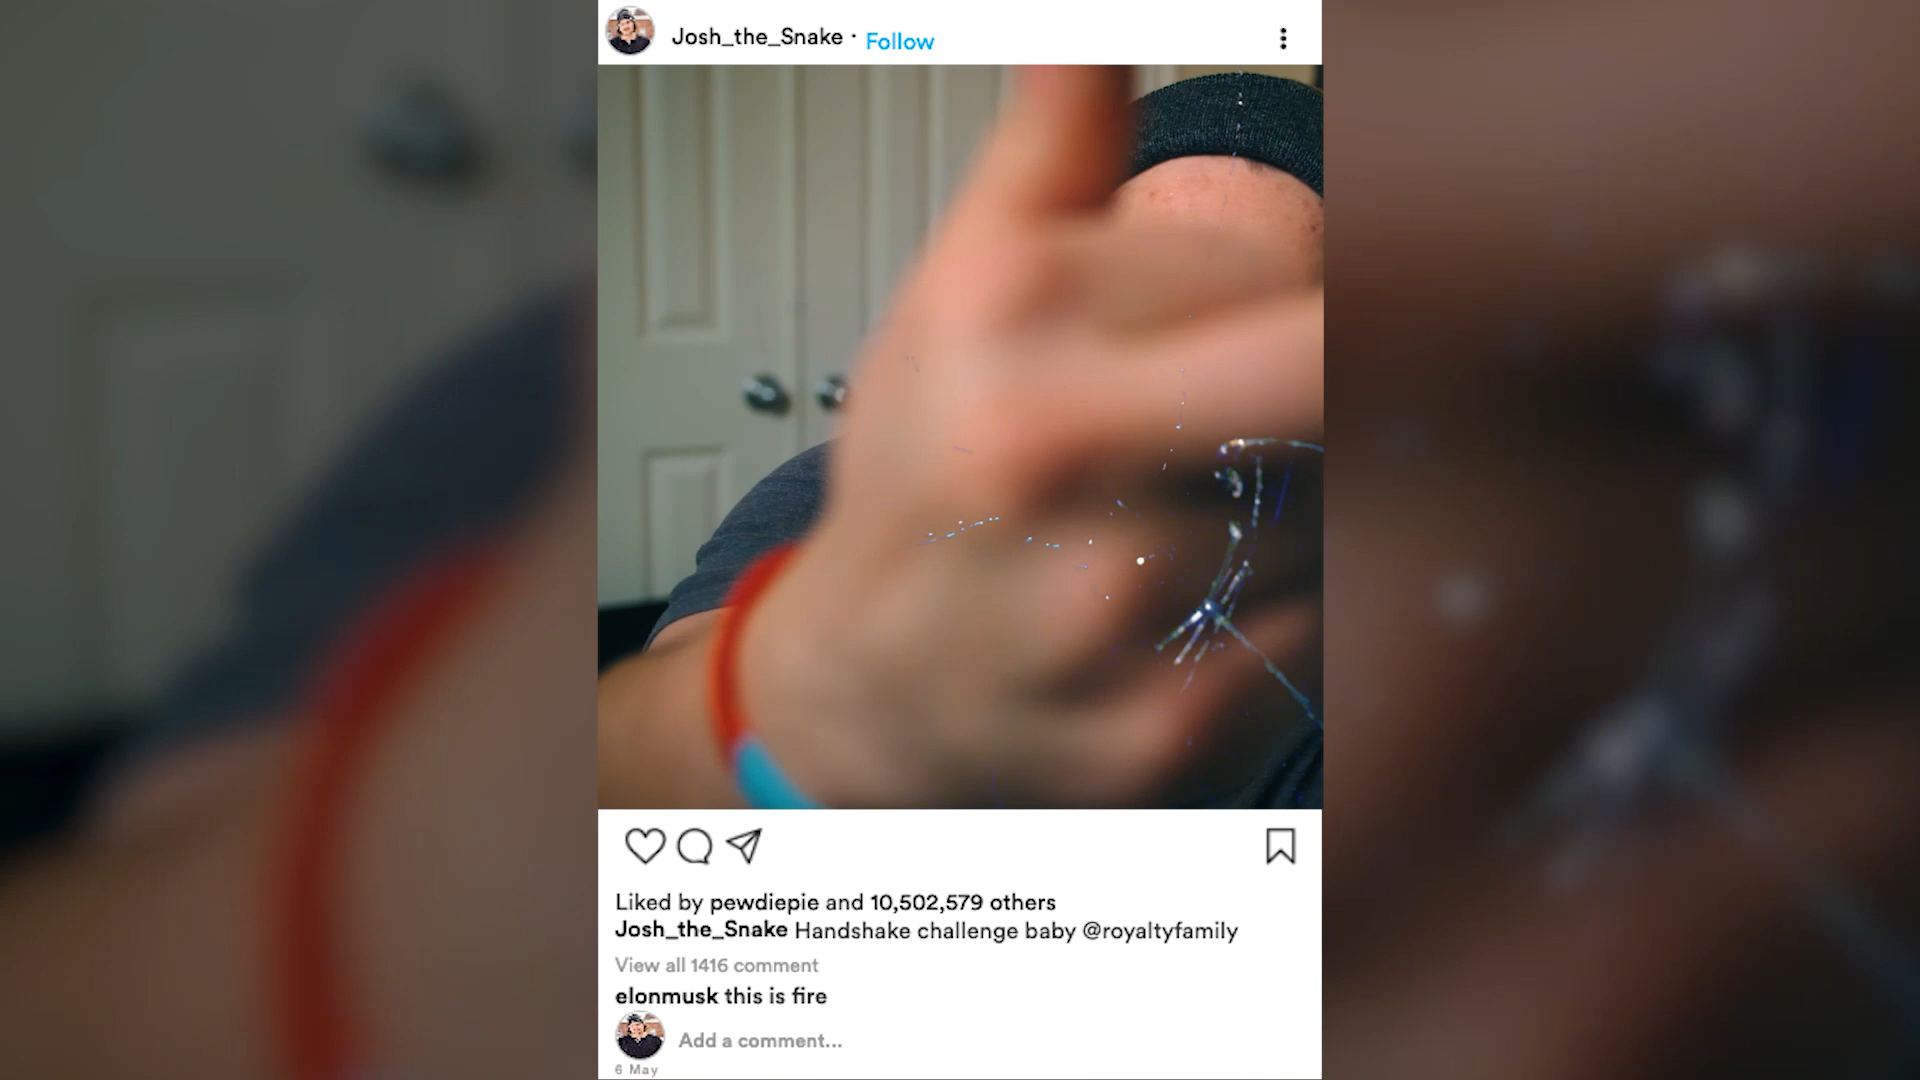 Josh_the_Snake · Follow
Liked by pewdiepie and 10,502,579 others
Josh_the_Snake Handshake challenge baby @royaltyfamily
View all 1416 comment
elonmusk this is fire
Add a comment...
6 May